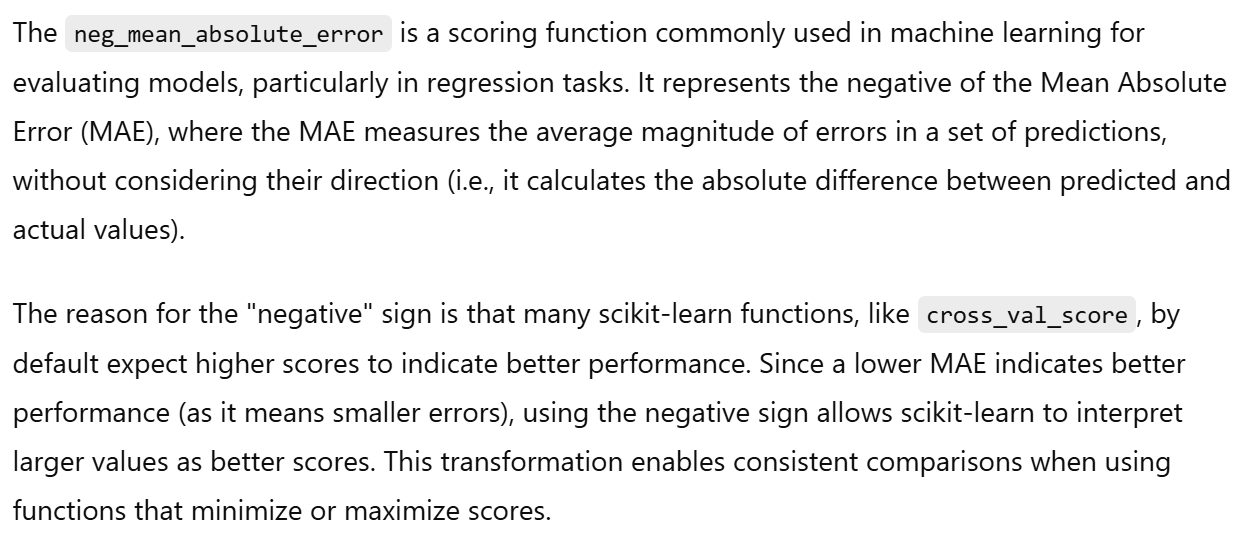 The neg_mean_absolute_error is a scoring function commonly used in machine learning for
evaluating models, particularly in regression tasks. It represents the negative of the Mean Absolute
Error (MAE), where the MAE measures the average magnitude of errors in a set of predictions,
without considering their direction (i.e., it calculates the absolute difference between predicted and
actual values).
The reason for the "negative" sign is that many scikit-learn functions, like cross_val_score, by
default expect higher scores to indicate better performance. Since a lower MAE indicates better
performance (as it means smaller errors), using the negative sign allows scikit-learn to interpret
larger values as better scores. This transformation enables consistent comparisons when using
functions that minimize or maximize scores.